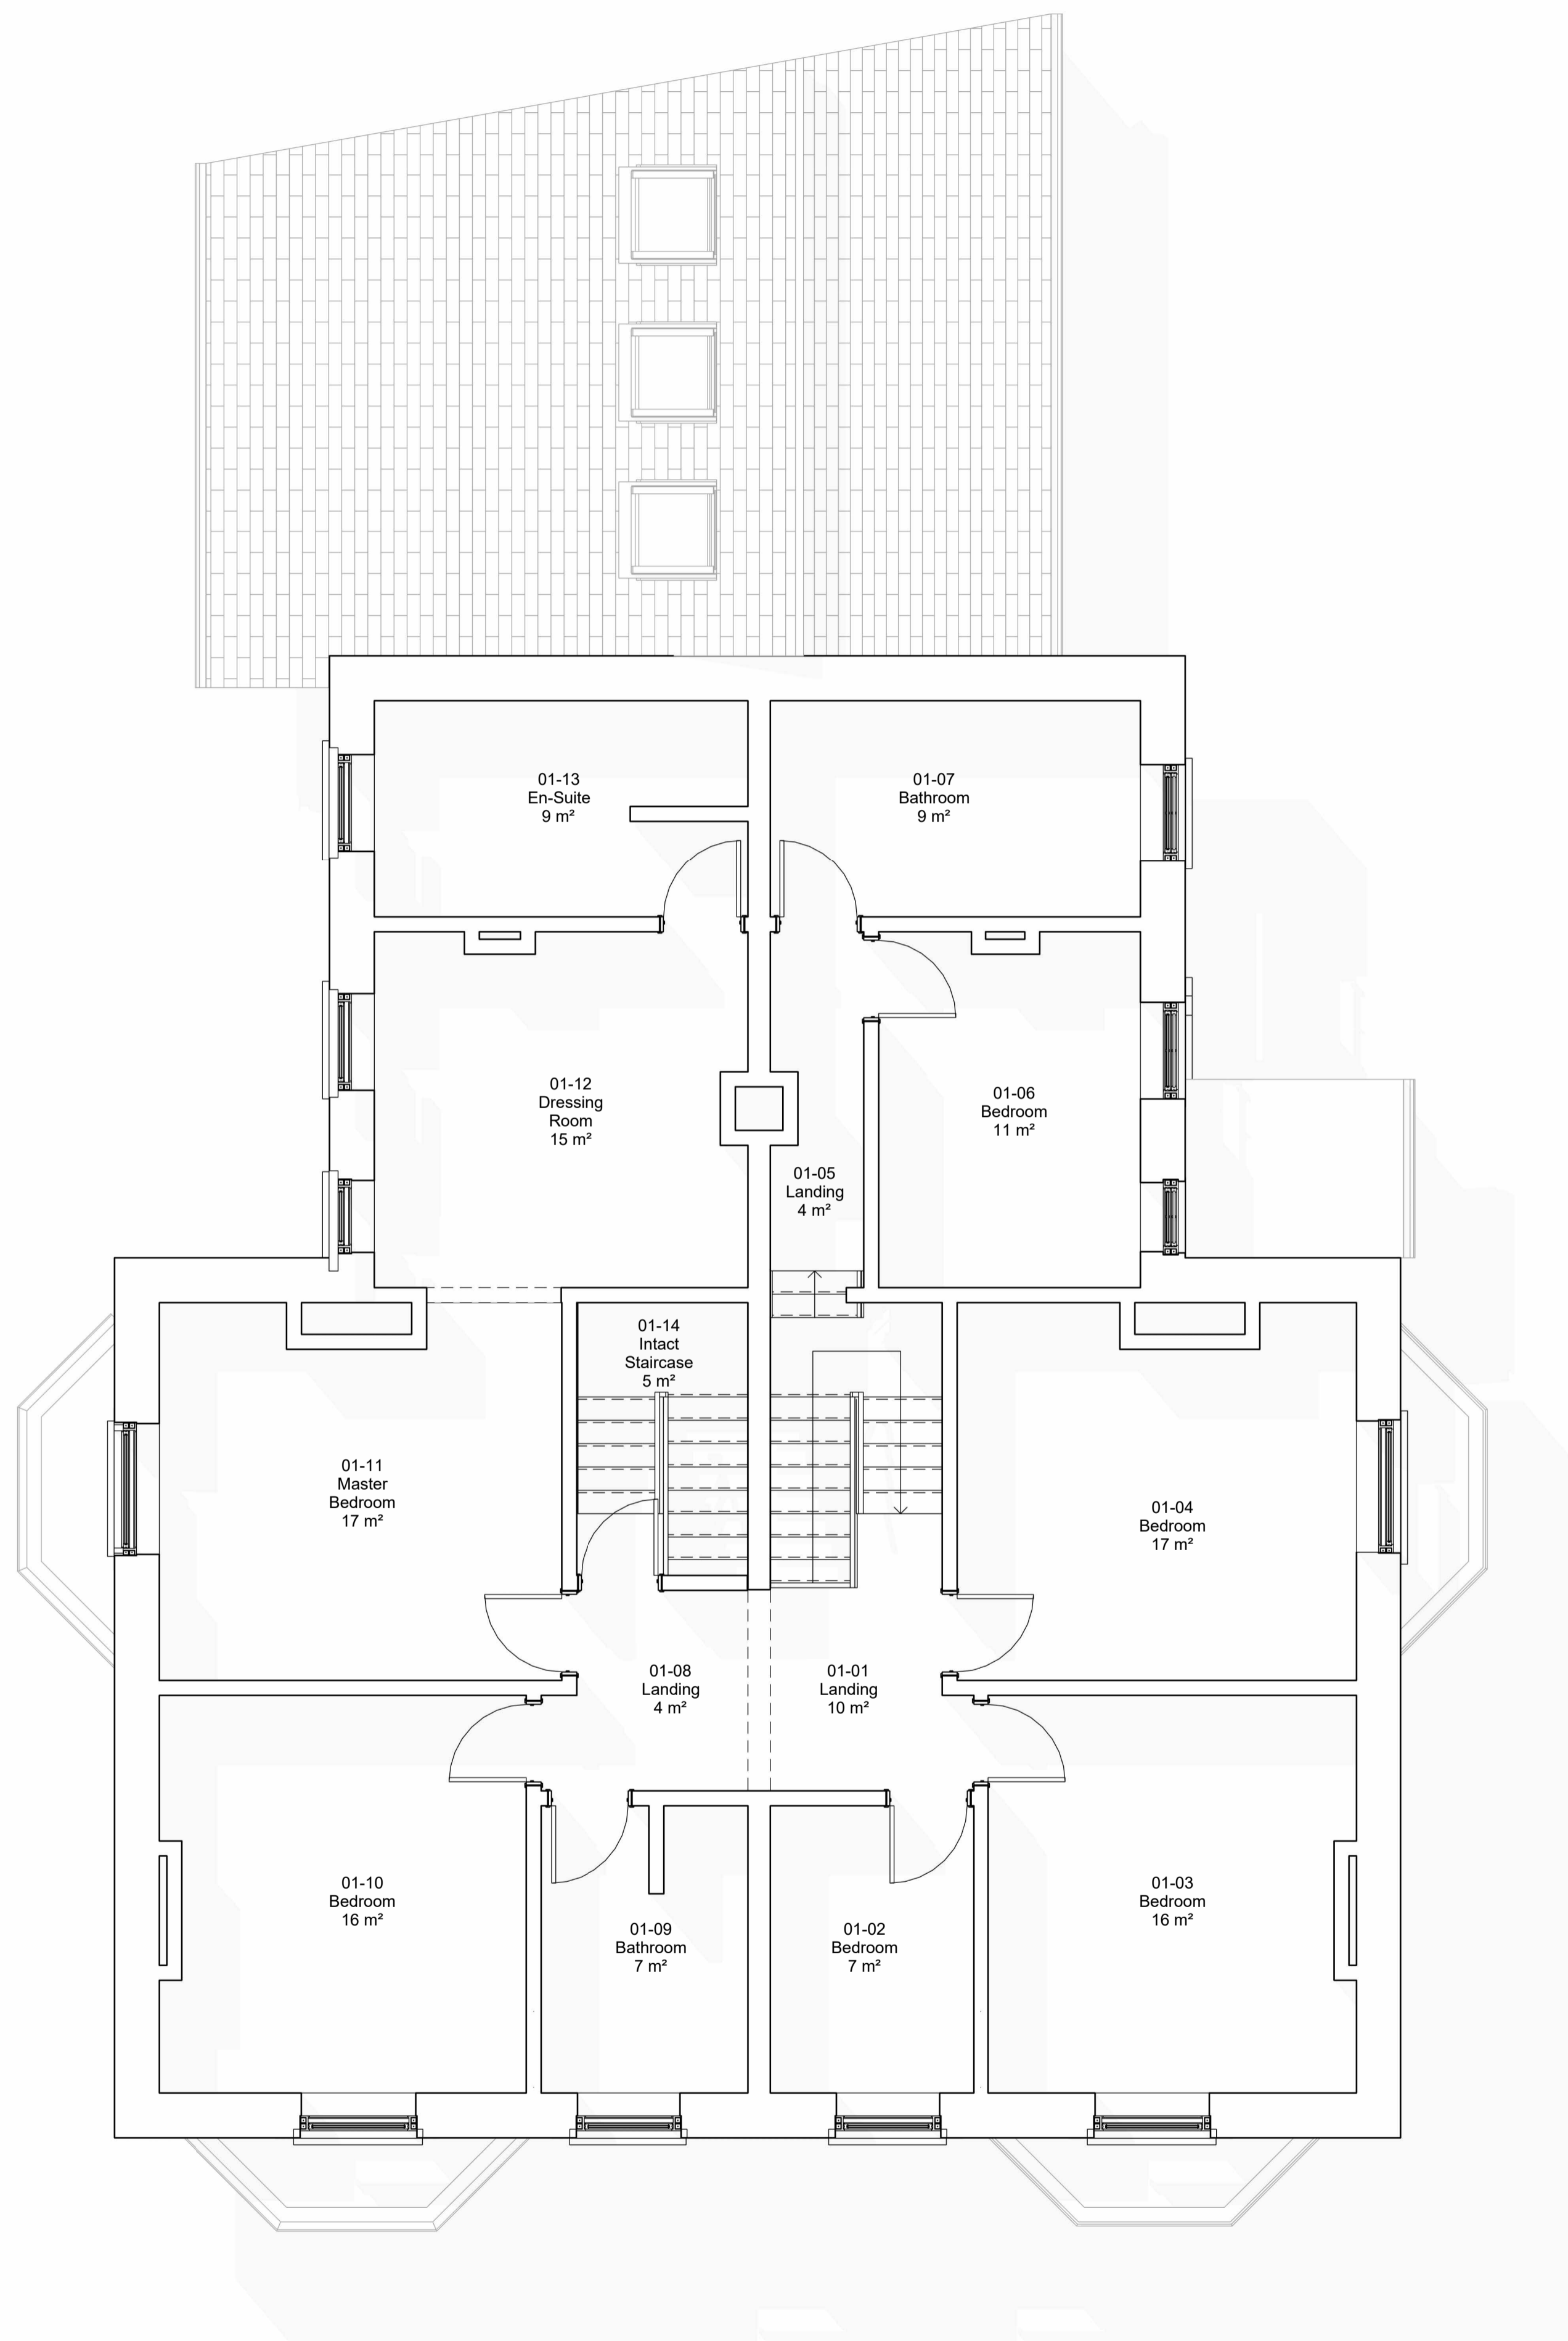 01-13
En-Suite
9 m²
01-07
Bathroom
9 m²
01-12
Dressing
Room
15 m²
01-06
Bedroom
11 m²
01-05
Landing
4 m²
01-14
Intact
Staircase
5 m²
01-11
Master
Bedroom
17 m²
01-04
Bedroom
17 m²
01-08
Landing
4 m²
01-01
Landing
10 m²
01-10
Bedroom
16 m²
01-09
Bathroom
7 m²
01-02
Bedroom
7 m²
01-03
Bedroom
16 m²